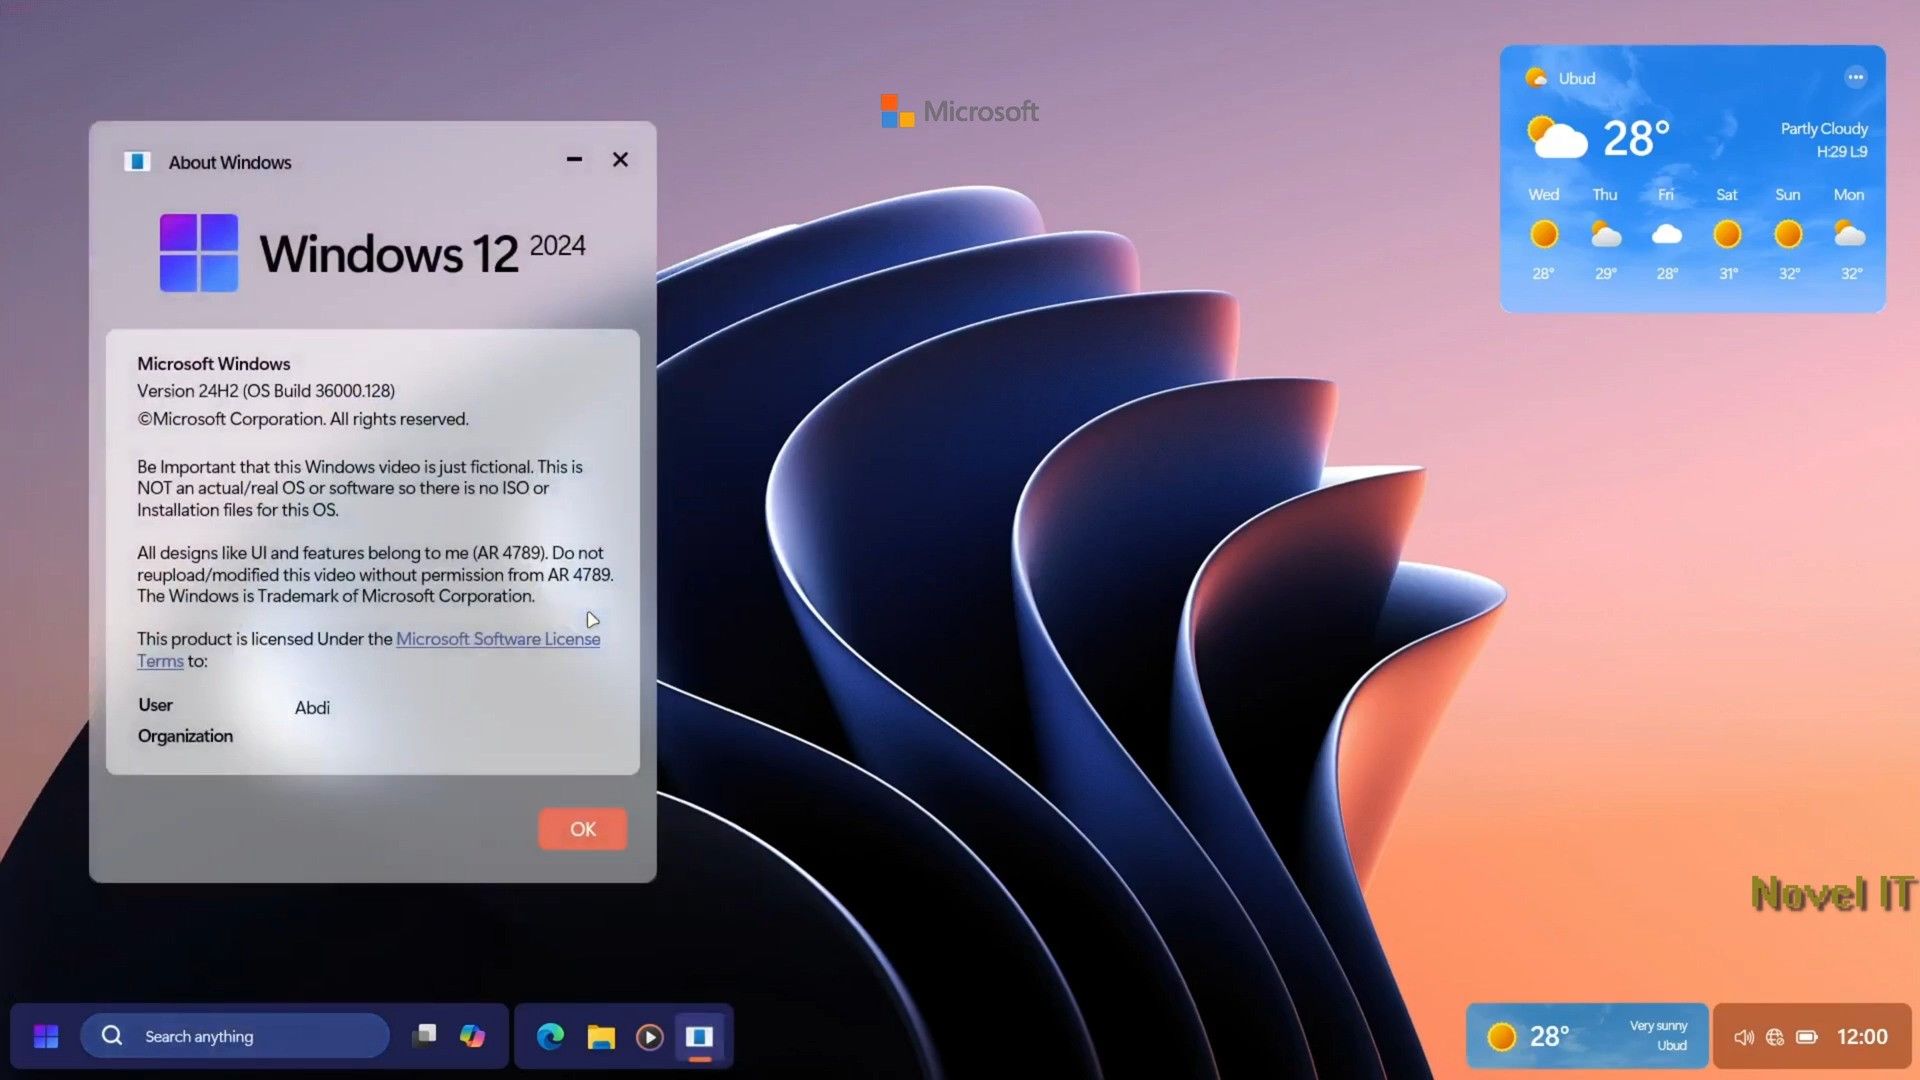 Microsoft
About Windows
Windows 12 2024
Microsoft Windows
Version 24H2 (OS Build 36000.128)
©Microsoft Corporation. All rights reserved.
Be Important that this Windows video is just fictional. This is
NOT an actual/real OS or software so there is no ISO or
Installation files for this OS.
All designs like UI and features belong to me (AR 4789). Do not
reupload/modified this video without permission from AR 4789.
The Windows is Trademark of Microsoft Corporation.
This product is licensed Under the Microsoft Software License
Terms to:
User Abdi
Organization
OK
Ubud
28°
Partly Cloudy
H:29 L:9
Wed Thu Fri Sat Sun Mon
28° 29° 28° 31° 32° 32°
Novel IT
Search anything
28°
Very sunny
Ubud
12:00